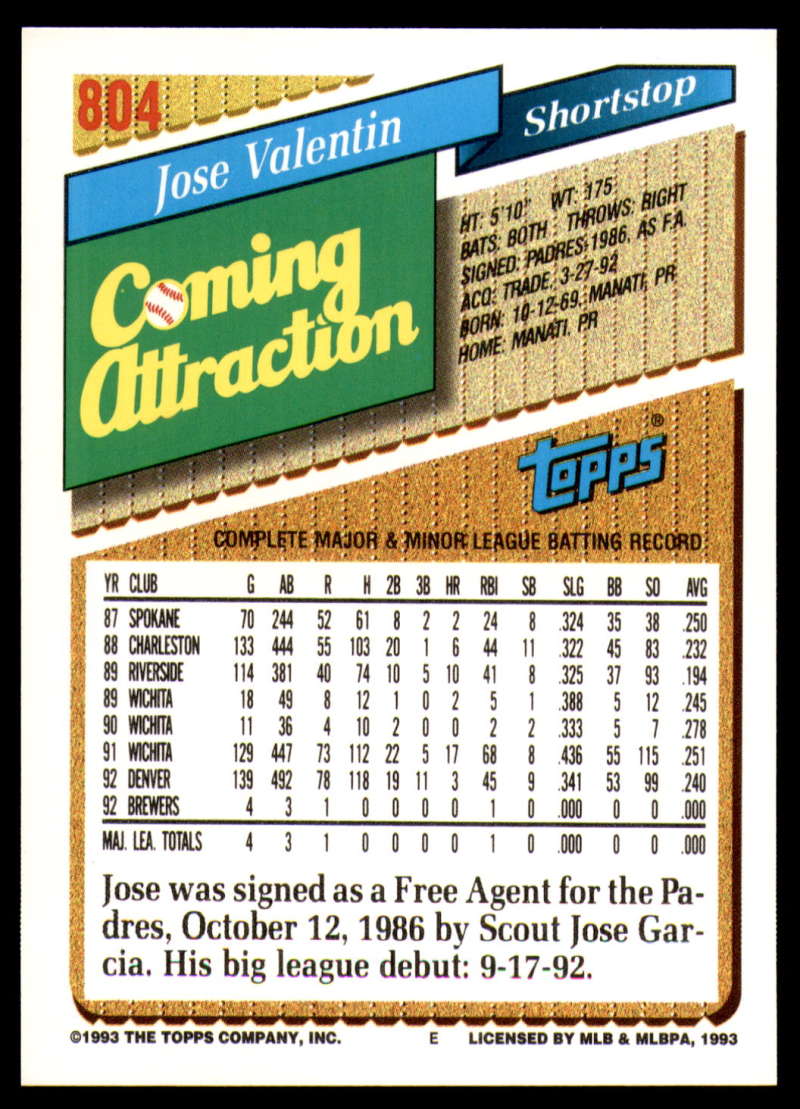 804
Jose Valentin
Shortstop
Coming
Attraction
HT: 5'10" WT: 175
BATS: BOTH THROWS: RIGHT
SIGNED: PADRES-1986, AS F.A.
ACQ: TRADE, 3-27-92
BORN: 10-12-69, MANATI, PR
HOME: MANATI, PR
topps®
COMPLETE MAJOR & MINOR LEAGUE BATTING RECORD
YR CLUB G AB R H 2B 3B HR RBI SB SLG BB SO AVG
87 SPOKANE 70 244 52 61 8 2 2 24 8 .324 35 38 .250
88 CHARLESTON 133 444 55 103 20 1 6 44 11 .322 45 83 .232
89 RIVERSIDE 114 381 40 74 10 5 10 41 8 .325 37 93 .194
89 WICHITA 18 49 8 12 1 0 2 5 1 .388 5 12 .245
90 WICHITA 11 36 4 10 2 0 0 2 2 .333 5 7 .278
91 WICHITA 129 447 73 112 22 5 17 68 8 .436 55 115 .251
92 DENVER 139 492 78 118 19 11 3 45 9 .341 53 99 .240
92 BREWERS 4 3 1 0 0 0 0 1 0 .000 0 0 .000
MAJ. LEA. TOTALS 4 3 1 0 0 0 0 1 0 .000 0 0 .000
Jose was signed as a Free Agent for the Pa-
dres, October 12, 1986 by Scout Jose Gar-
cia. His big league debut: 9-17-92.
©1993 THE TOPPS COMPANY, INC. E LICENSED BY MLB & MLBPA, 1993